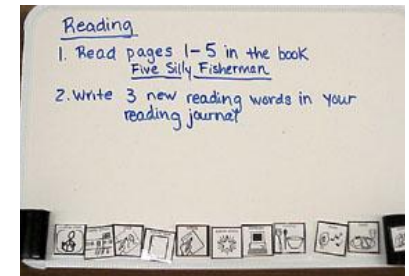 Reading
1. Read pages 1-5 in the book
Five Silly Fisherman
2. Write 3 new reading words in your
reading journal